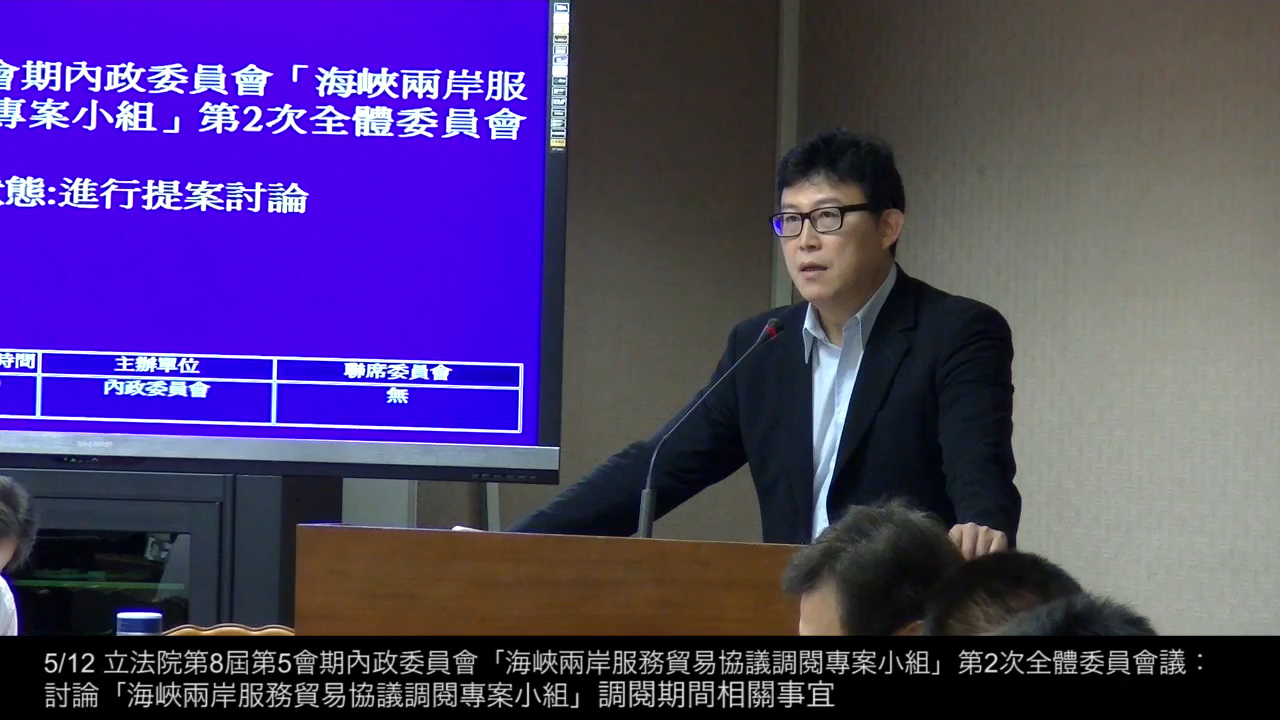 會期內政委員會「海峽兩岸服
專案小組」第2次全體委員會
態:進行提案討論
時間 主辦單位 聯席委員會
內政委員會 無
5/12 立法院第8屆第5會期內政委員會「海峽兩岸服務貿易協議調閱專案小組」第2次全體委員會議：
討論「海峽兩岸服務貿易協議調閱專案小組」調閱期間相關事宜